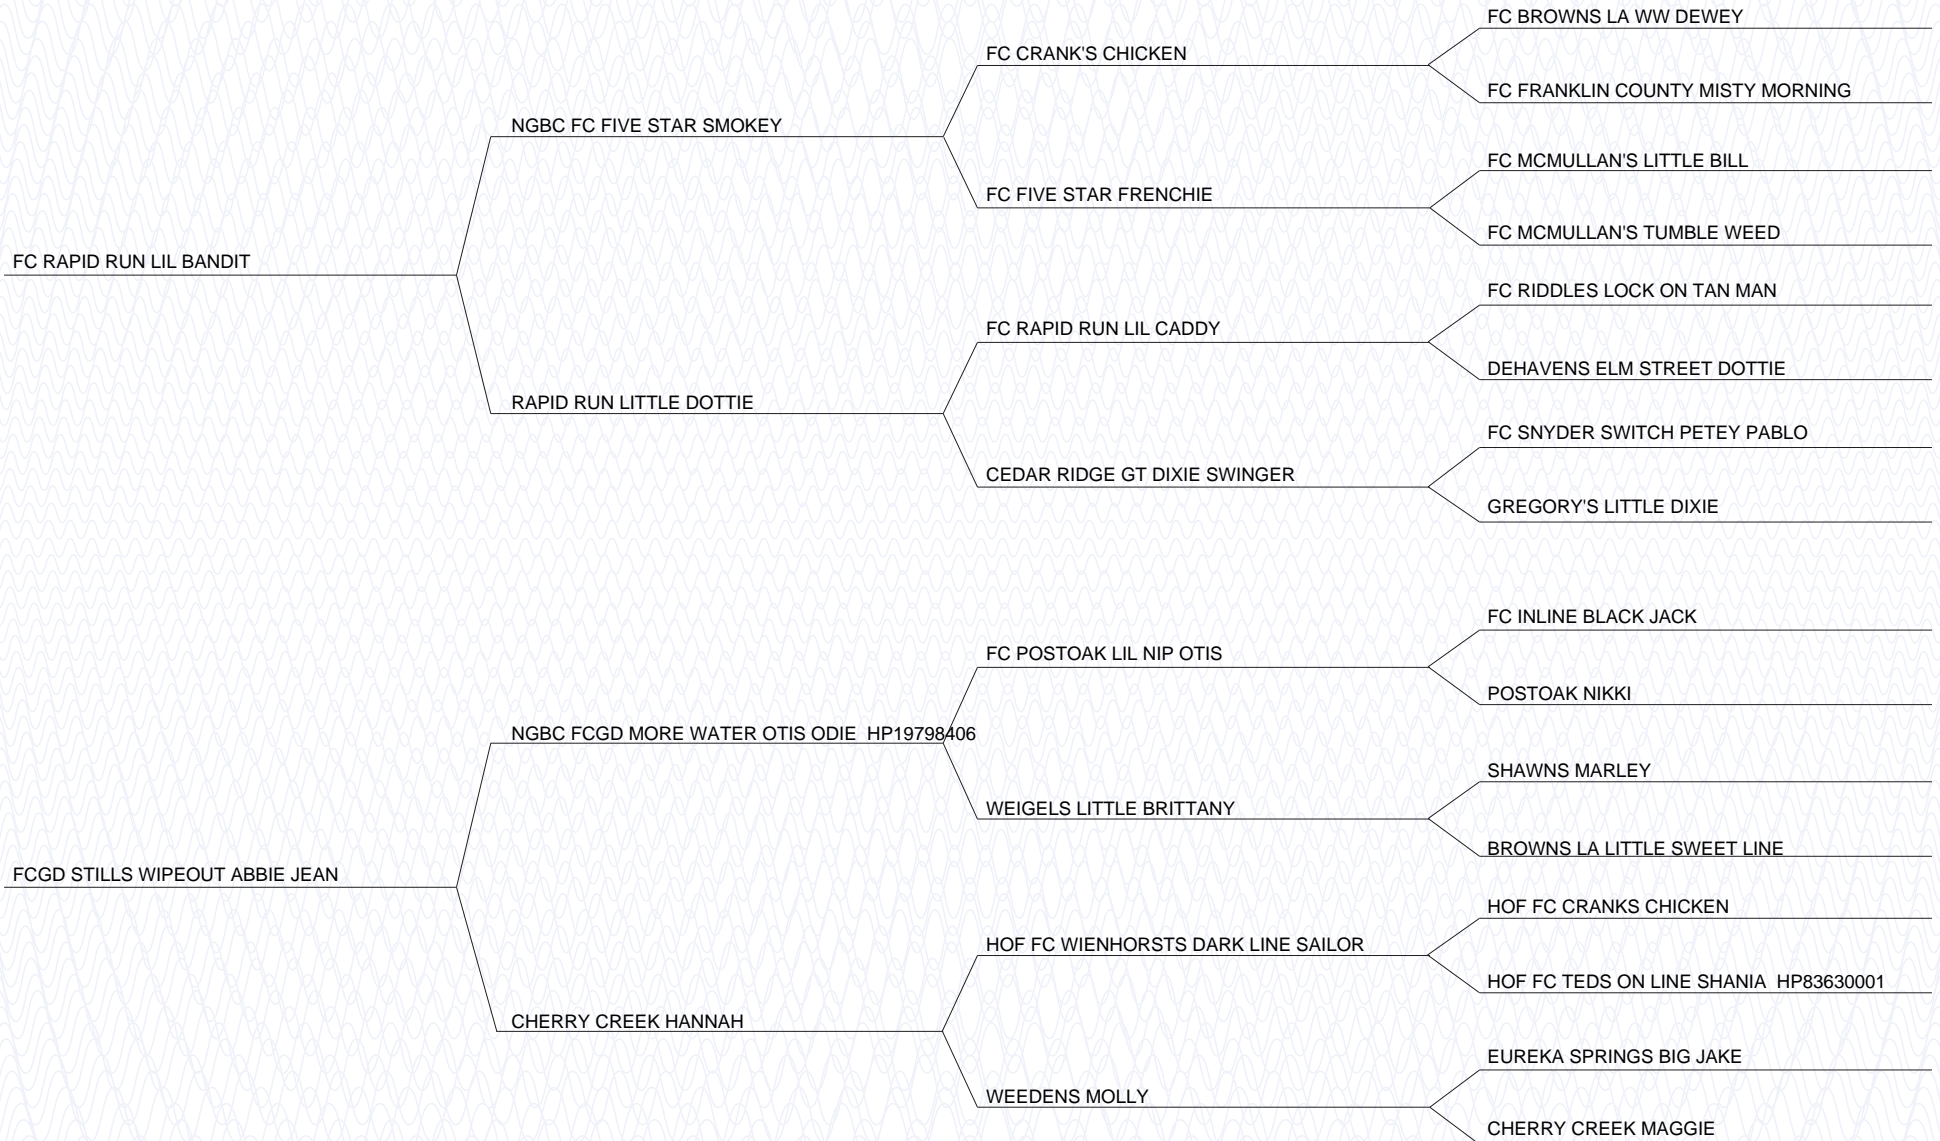 FC BROWNS LA WW DEWEY
FC CRANK'S CHICKEN
FC FRANKLIN COUNTY MISTY MORNING
NGBC FC FIVE STAR SMOKEY
FC MCMULLAN'S LITTLE BILL
FC FIVE STAR FRENCHIE
FC MCMULLAN'S TUMBLE WEED
FC RAPID RUN LIL BANDIT
FC RIDDLES LOCK ON TAN MAN
FC RAPID RUN LIL CADDY
DEHAVENS ELM STREET DOTTIE
RAPID RUN LITTLE DOTTIE
FC SNYDER SWITCH PETEY PABLO
CEDAR RIDGE GT DIXIE SWINGER
GREGORY'S LITTLE DIXIE
FC INLINE BLACK JACK
FC POSTOAK LIL NIP OTIS
POSTOAK NIKKI
NGBC FCGD MORE WATER OTIS ODIE HP19798406
SHAWNS MARLEY
WEIGELS LITTLE BRITTANY
BROWNS LA LITTLE SWEET LINE
FCGD STILLS WIPEOUT ABBIE JEAN
HOF FC CRANKS CHICKEN
HOF FC WIENHORSTS DARK LINE SAILOR
HOF FC TEDS ON LINE SHANIA HP83630001
CHERRY CREEK HANNAH
EUREKA SPRINGS BIG JAKE
WEEDENS MOLLY
CHERRY CREEK MAGGIE